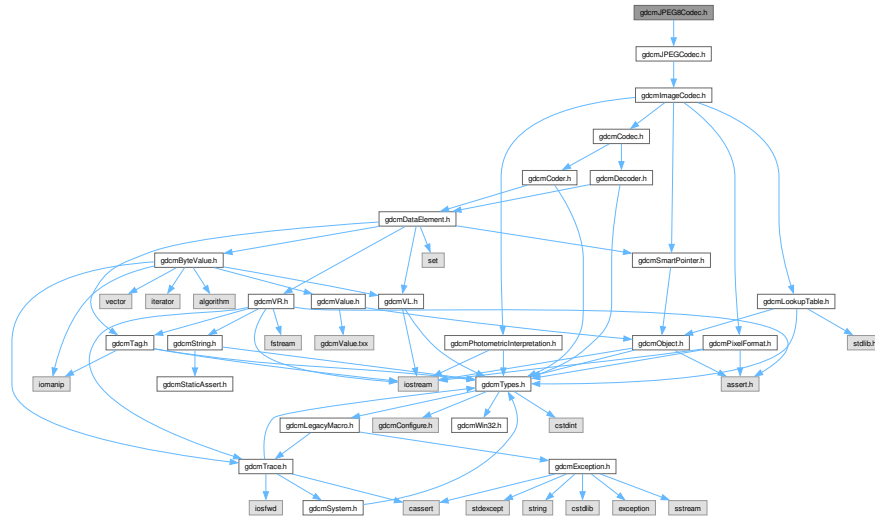 gdcmJPEG8Codec.h
gdcmJPEGCodec.h
gdcmImageCodec.h
gdcmCodec.h
gdcmCoder.h
gdcmDecoder.h
gdcmDataElement.h
gdcmByteValue.h
set
gdcmSmartPointer.h
vector
iterator
algorithm
gdcmVR.h
gdcmValue.h
gdcmVL.h
gdcmLookupTable.h
gdcmTag.h
gdcmString.h
fstream
gdcmValue.txx
gdcmPhotometricInterpretation.h
gdcmObject.h
gdcmPixelFormat.h
stdlib.h
iomanip
gdcmStaticAssert.h
iostream
gdcmTypes.h
assert.h
gdcmLegacyMacro.h
gdcmConfigure.h
gdcmWin32.h
cstdint
gdcmTrace.h
gdcmException.h
iosfwd
gdcmSystem.h
cassert
stdexcept
string
cstdlib
exception
sstream